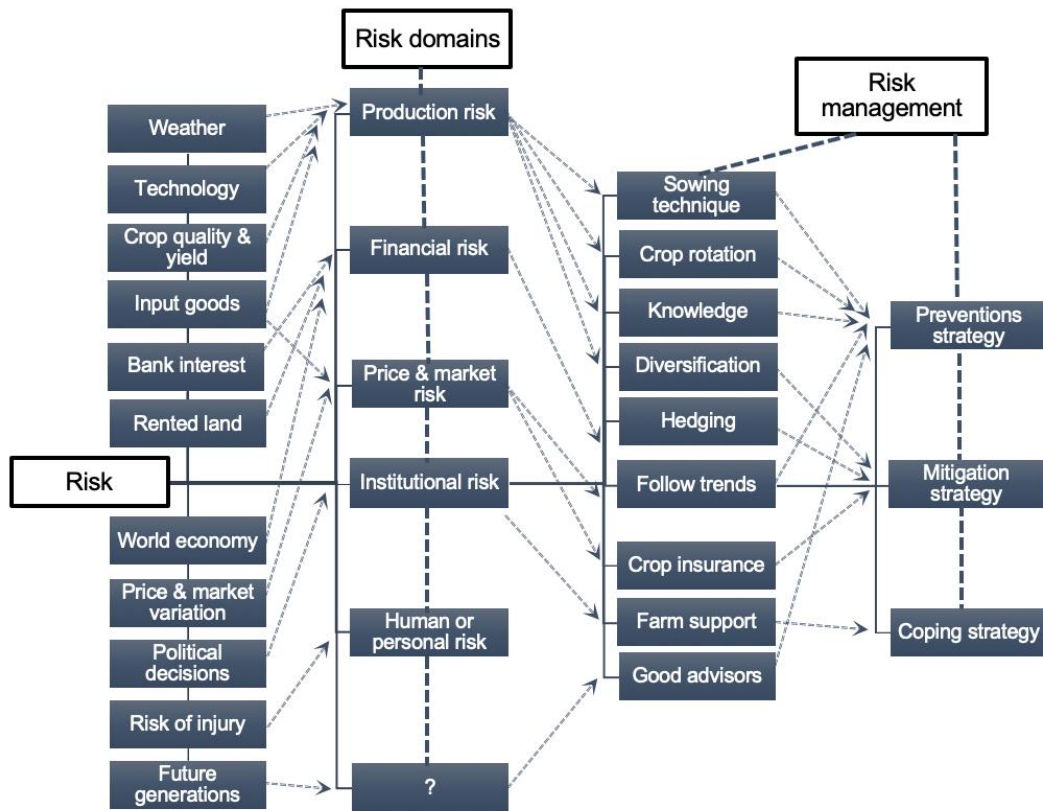 Risk domains
Risk
management
Weather
Technology
Crop quality &
yield
Input goods
Bank interest
Rented land
Risk
World economy
Price & market
variation
Political
decisions
Risk of injury
Future
generations
Production risk
Financial risk
Price & market
risk
Institutional risk
Human or
personal risk
?
Sowing
technique
Crop rotation
Knowledge
Diversification
Hedging
Follow trends
Crop insurance
Farm support
Good advisors
Preventions
strategy
Mitigation
strategy
Coping strategy